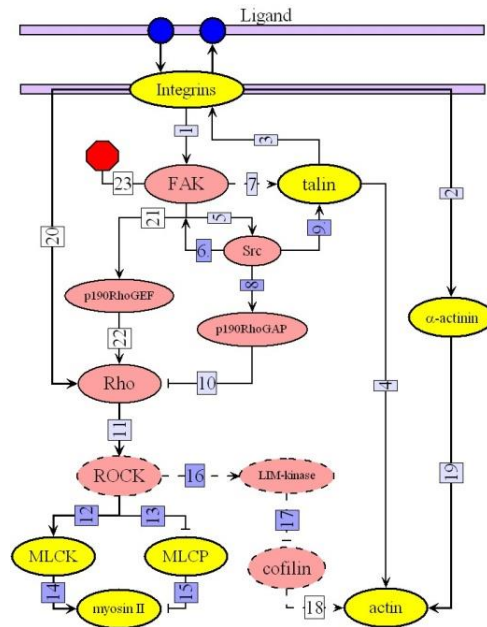 Ligand
Integrins
1
3
2
23
FAK
7
talin
20
21
5
6.
Src
9.
8
p190RhoGEF
p190RhoGAP
α-actinin
22
Rho
10
4
11
19
ROCK
16
LIM-kinase
12
13
17
MLCK
MLCP
cofilin
14
15
18
myosin II
actin